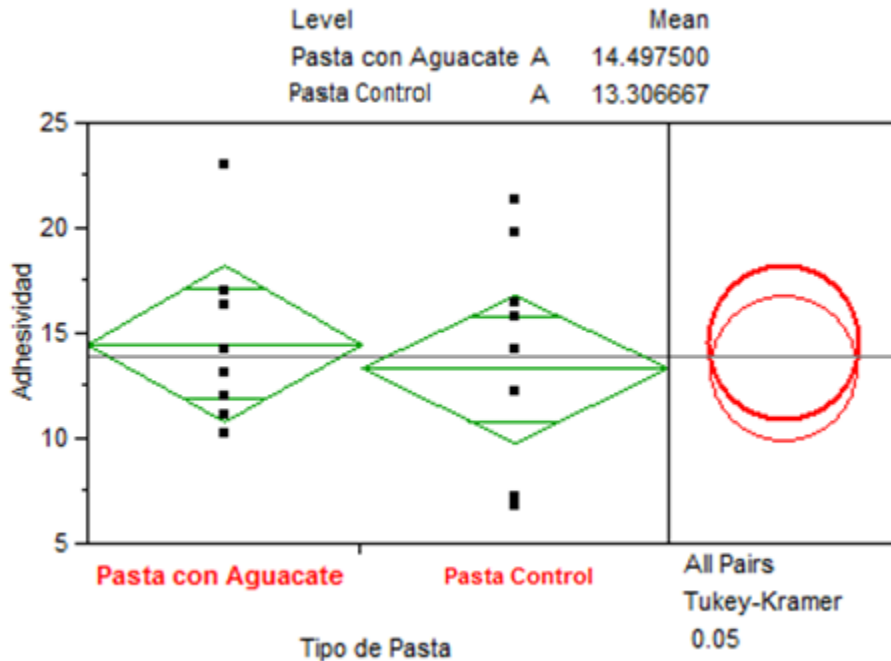 Level Mean
Pasta con Aguacate A 14.497500
Pasta Control A 13.306667
25
20
15
10
5
Adhesividad
Pasta con Aguacate Pasta Control
Tipo de Pasta
All Pairs
Tukey-Kramer
0.05